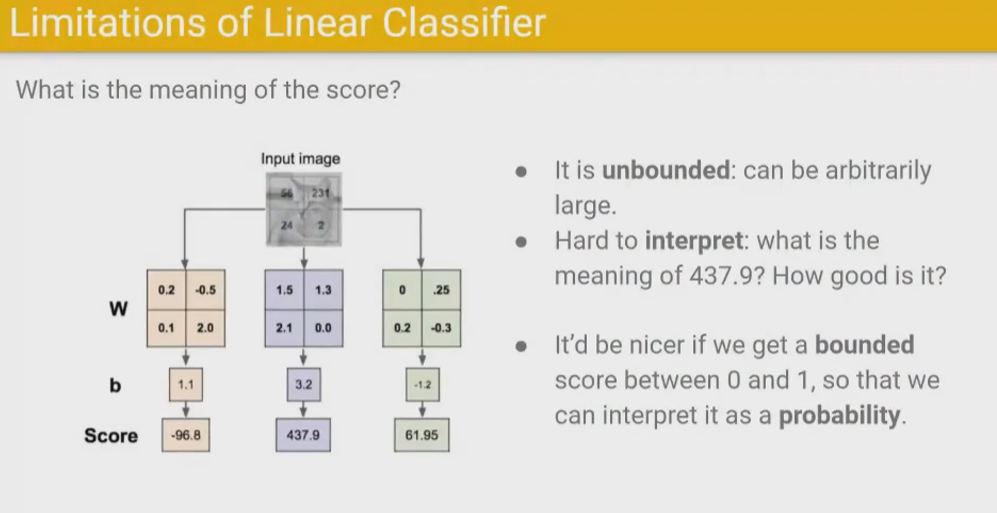 Limitations of Linear Classifier
What is the meaning of the score?
Input image
56 231
24 2
W
0.2 -0.5
0.1 2.0
1.5 1.3
2.1 0.0
0 .25
0.2 -0.3
b
1.1
3.2
-1.2
Score
-96.8
437.9
61.95
● It is unbounded: can be arbitrarily
large.
● Hard to interpret: what is the
meaning of 437.9? How good is it?
● It’d be nicer if we get a bounded
score between 0 and 1, so that we
can interpret it as a probability.